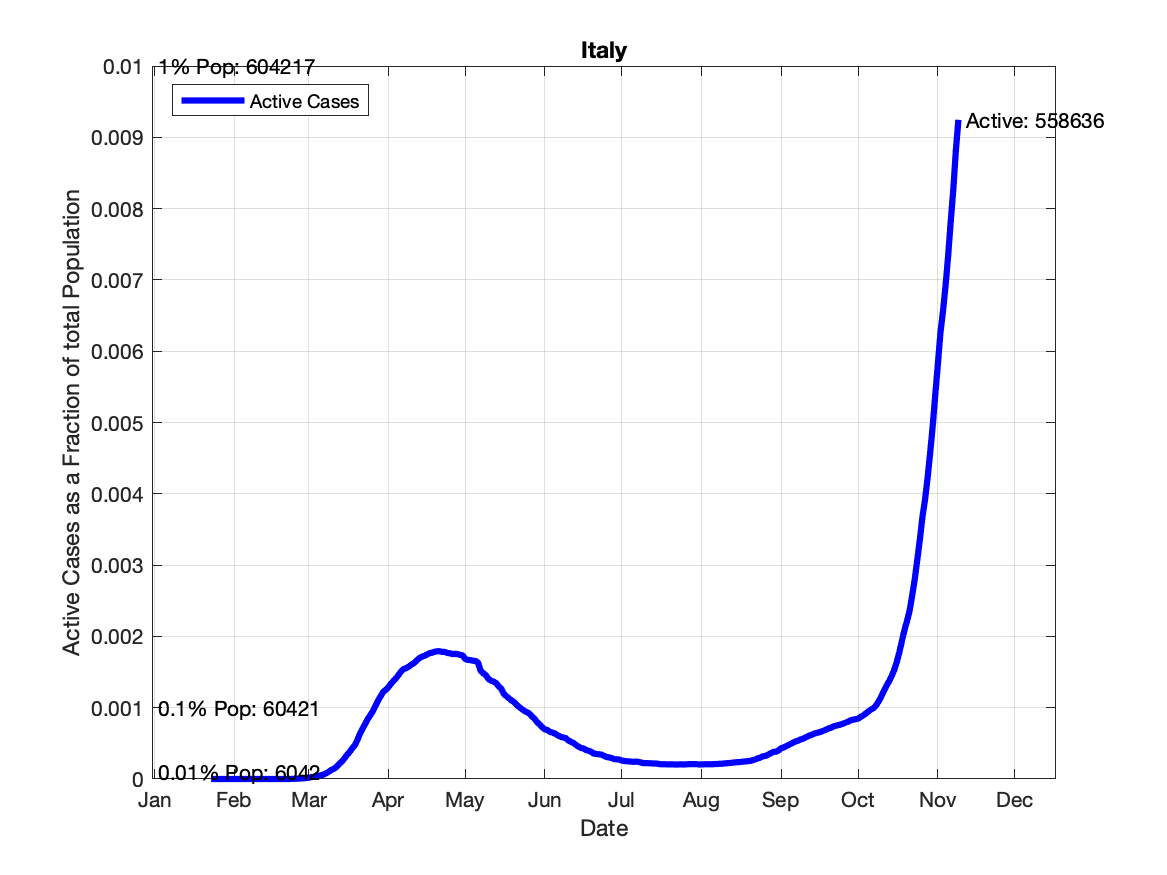 Italy
0.01
1% Pop: 604217
Active Cases
0.009
Active: 558636
0.008
0.007
0.006
0.005
0.004
0.003
0.002
0.001
0.1% Pop: 60421
0.01% Pop: 6042
0
Active Cases as a Fraction of total Population
Jan Feb Mar Apr May Jun Jul Aug Sep Oct Nov Dec
Date